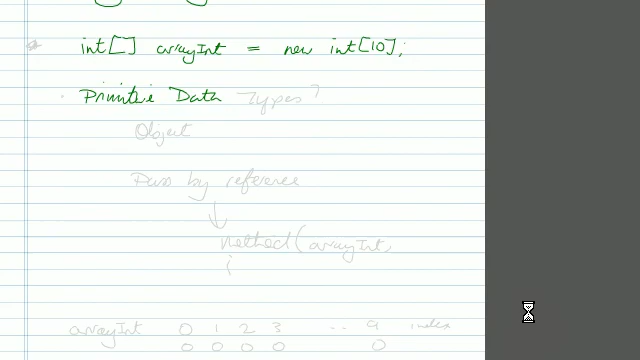 int[] arrayInt = new int[10];
Primitive Data Types?
Object
Pass by reference
method(arrayInt,
arrayInt 0 1 2 3 .. 9 index
0 0 0 0 0